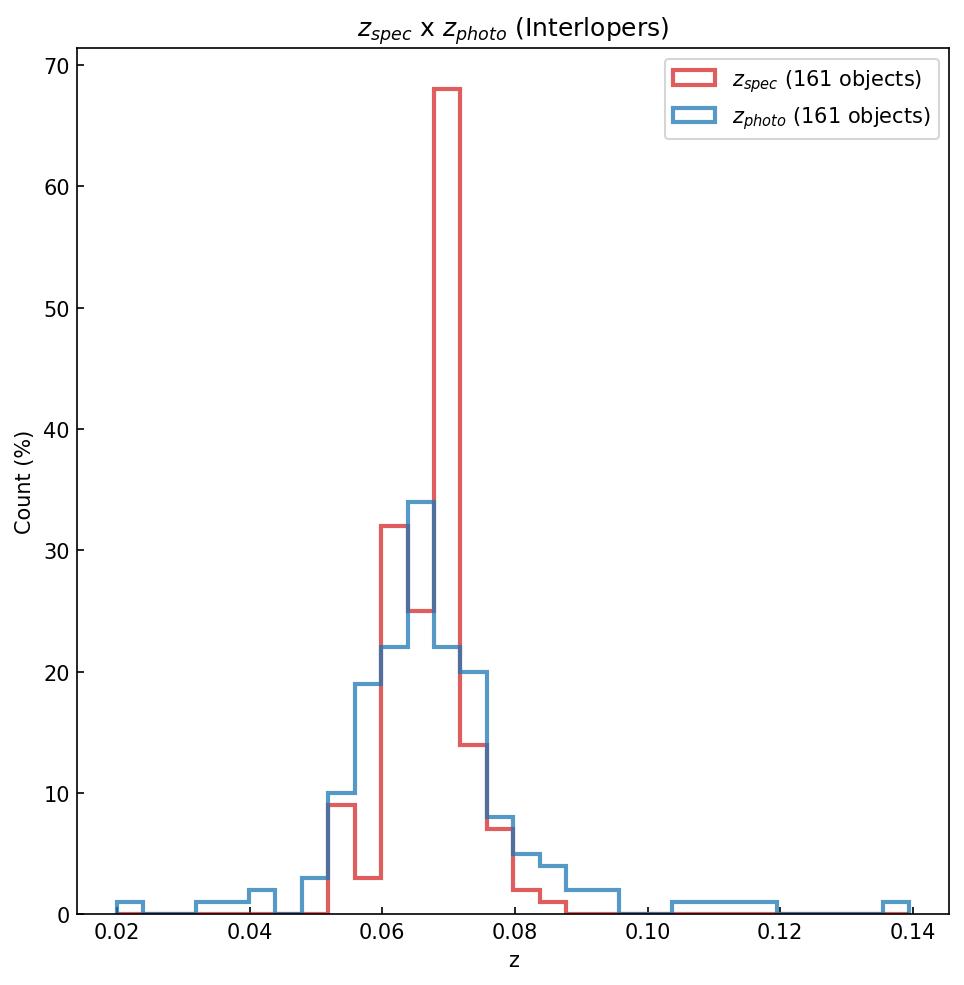 z_spec x z_photo (Interlopers)
z_spec (161 objects)
z_photo (161 objects)
Count (%)
70
60
50
40
30
20
10
0
0.02 0.04 0.06 0.08 0.10 0.12 0.14
z